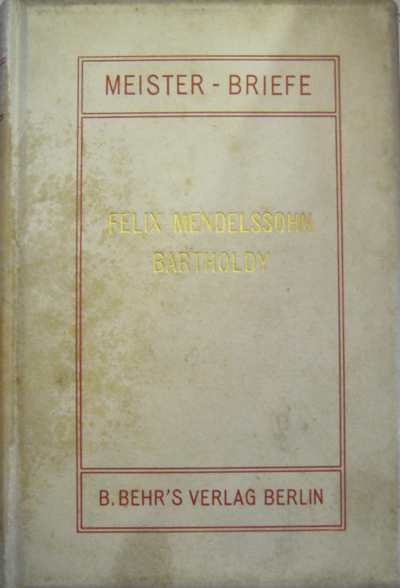 MEISTER - BRIEFE
FELIX MENDELSSOHN
BARTHOLDY
B. BEHR'S VERLAG BERLIN